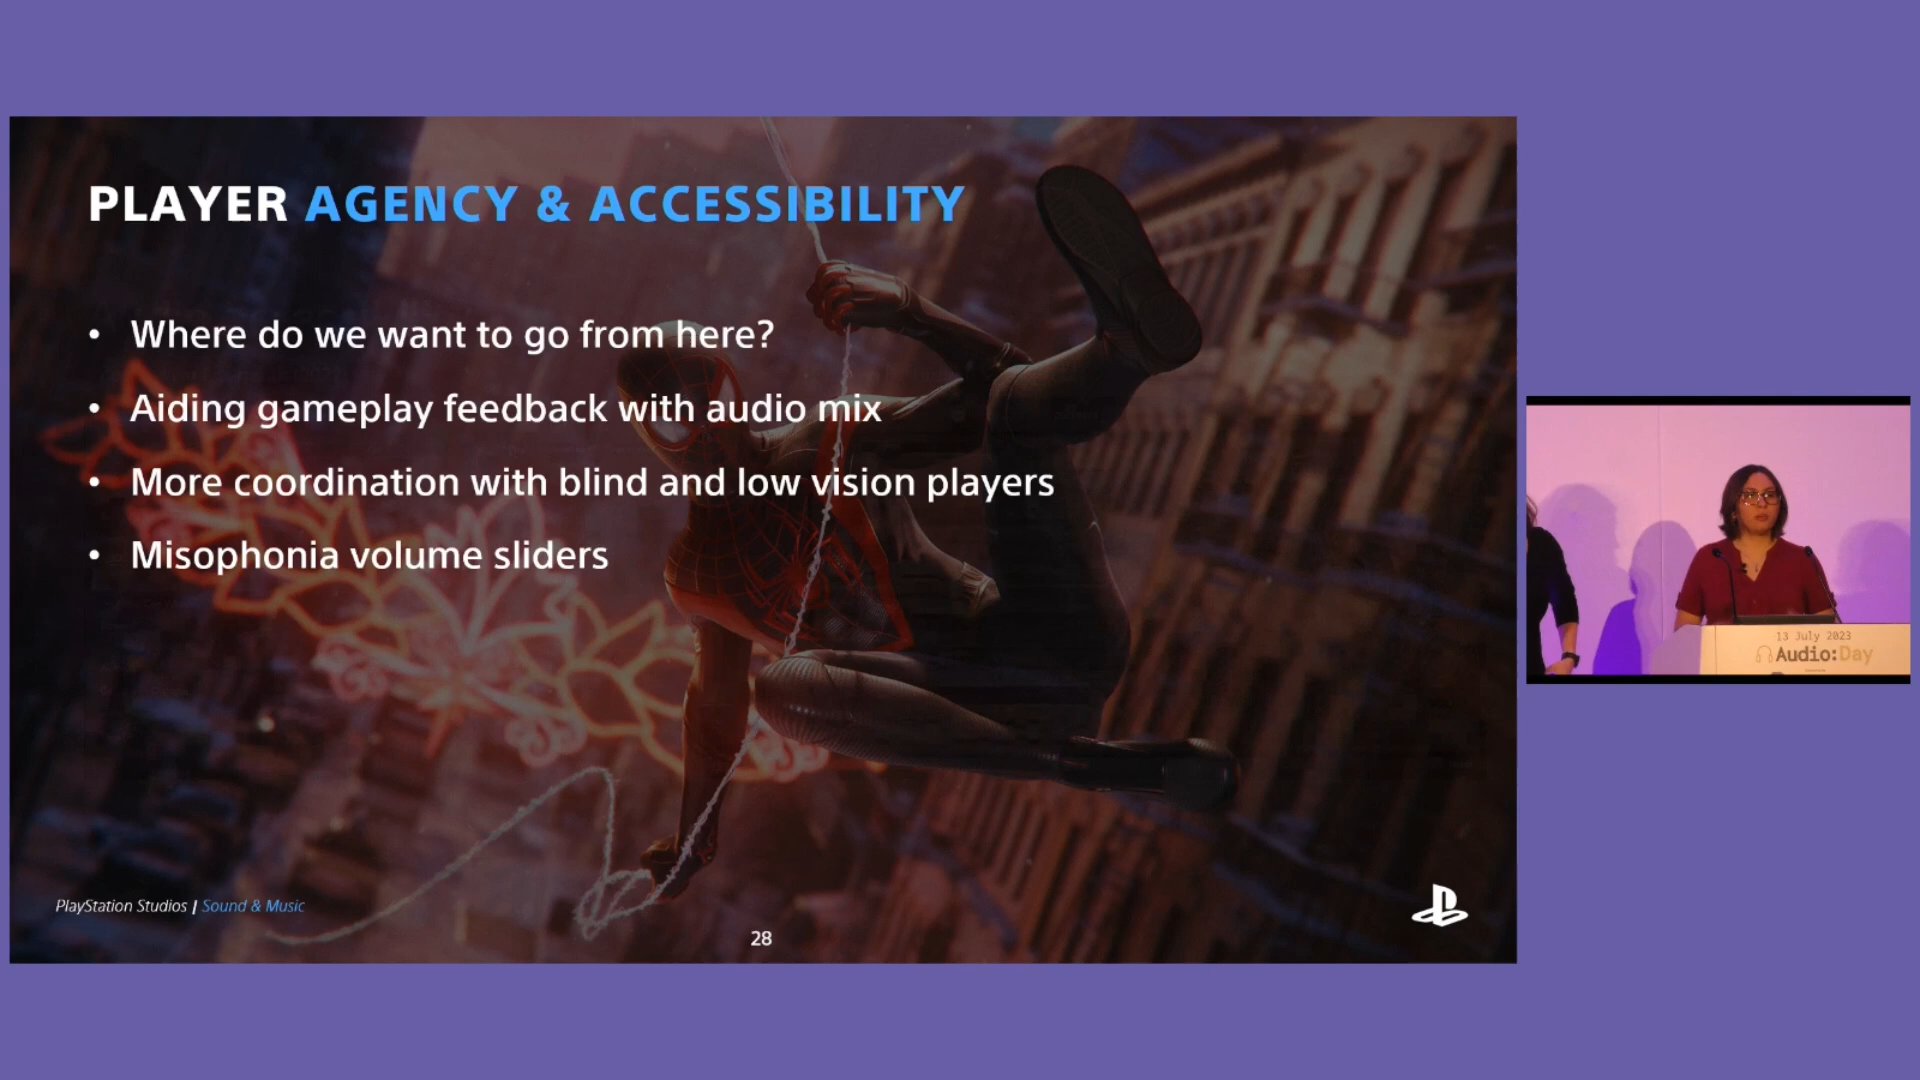 PLAYER AGENCY & ACCESSIBILITY
• Where do we want to go from here?
• Aiding gameplay feedback with audio mix
• More coordination with blind and low vision players
• Misophonia volume sliders
PlayStation Studios | Sound & Music
28
13 July 2023
Audio:Day